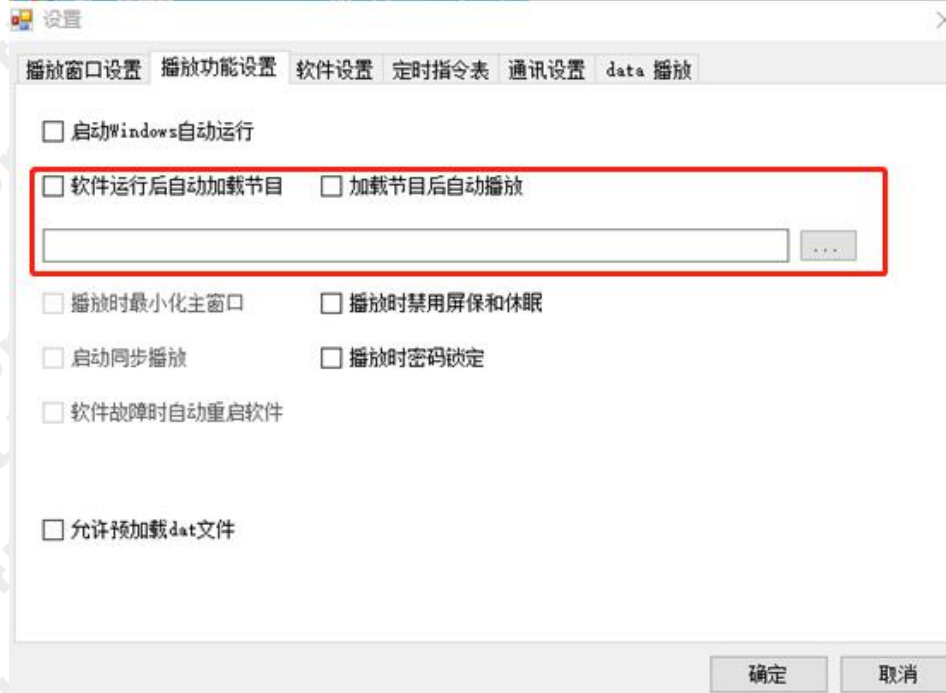 设置
播放窗口设置 播放功能设置 软件设置 定时指令表 通讯设置 data 播放
启动Windows自动运行
软件运行后自动加载节目 加载节目后自动播放
...
播放时最小化主窗口 播放时禁用屏保和休眠
启动同步播放 播放时密码锁定
软件故障时自动重启软件
允许预加载dat文件
确定 取消